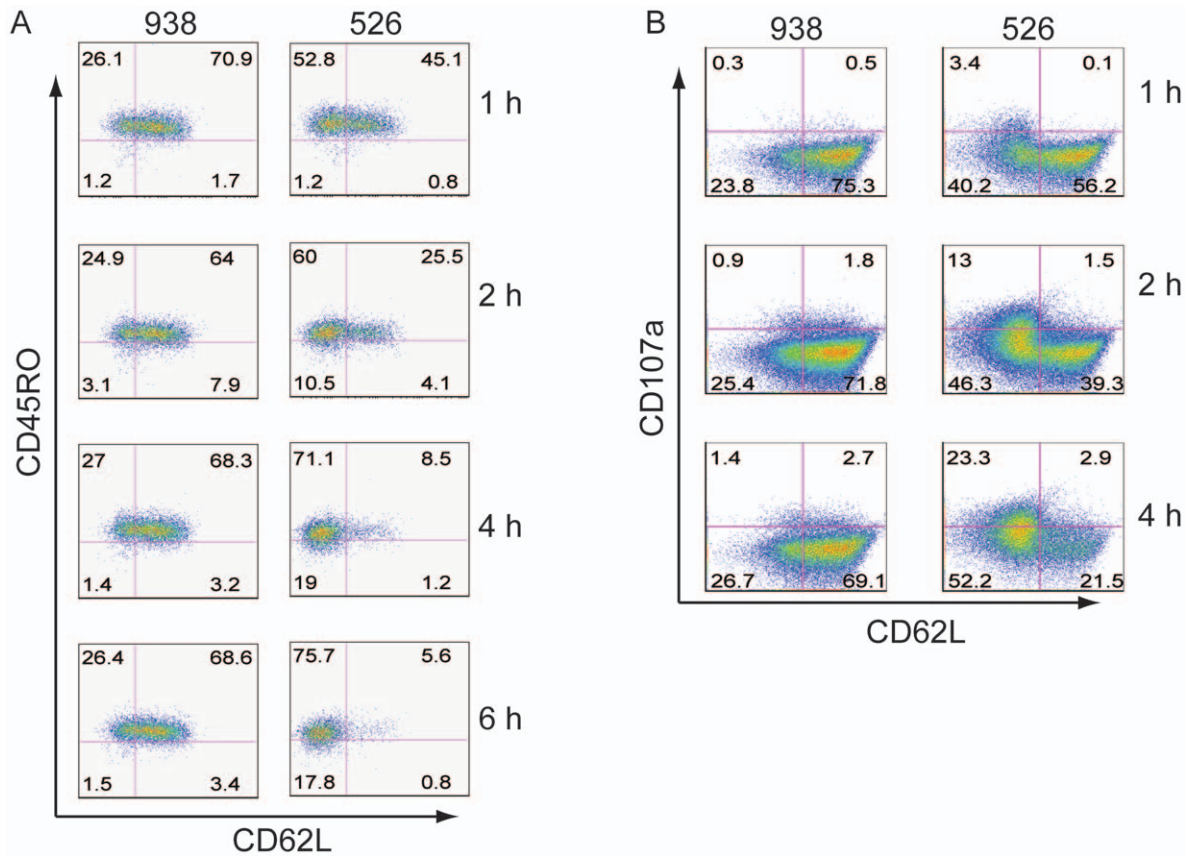 A
938
526
26.1 70.9
1.2 1.7
52.8 45.1
1.2 0.8
1 h
24.9 64
3.1 7.9
60 25.5
10.5 4.1
2 h
27 68.3
1.4 3.2
71.1 8.5
19 1.2
4 h
26.4 68.6
1.5 3.4
75.7 5.6
17.8 0.8
6 h
CD45RO
CD62L
B
938
526
0.3 0.5
23.8 75.3
3.4 0.1
40.2 56.2
1 h
0.9 1.8
25.4 71.8
13 1.5
46.3 39.3
2 h
1.4 2.7
26.7 69.1
23.3 2.9
52.2 21.5
4 h
CD107a
CD62L